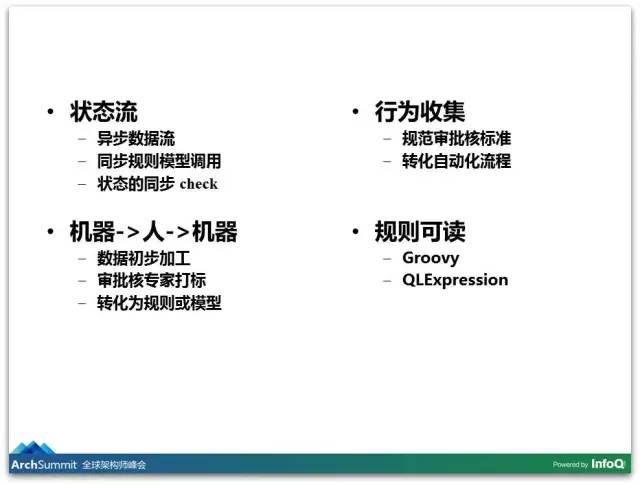 • 状态流
– 异步数据流
– 同步规则模型调用
– 状态的同步 check
• 机器->人->机器
– 数据初步加工
– 审批核专家打标
– 转化为规则或模型
• 行为收集
– 规范审批核标准
– 转化自动化流程
• 规则可读
– Groovy
– QLExpression
ArchSummit 全球架构师峰会
Powered by InfoQ